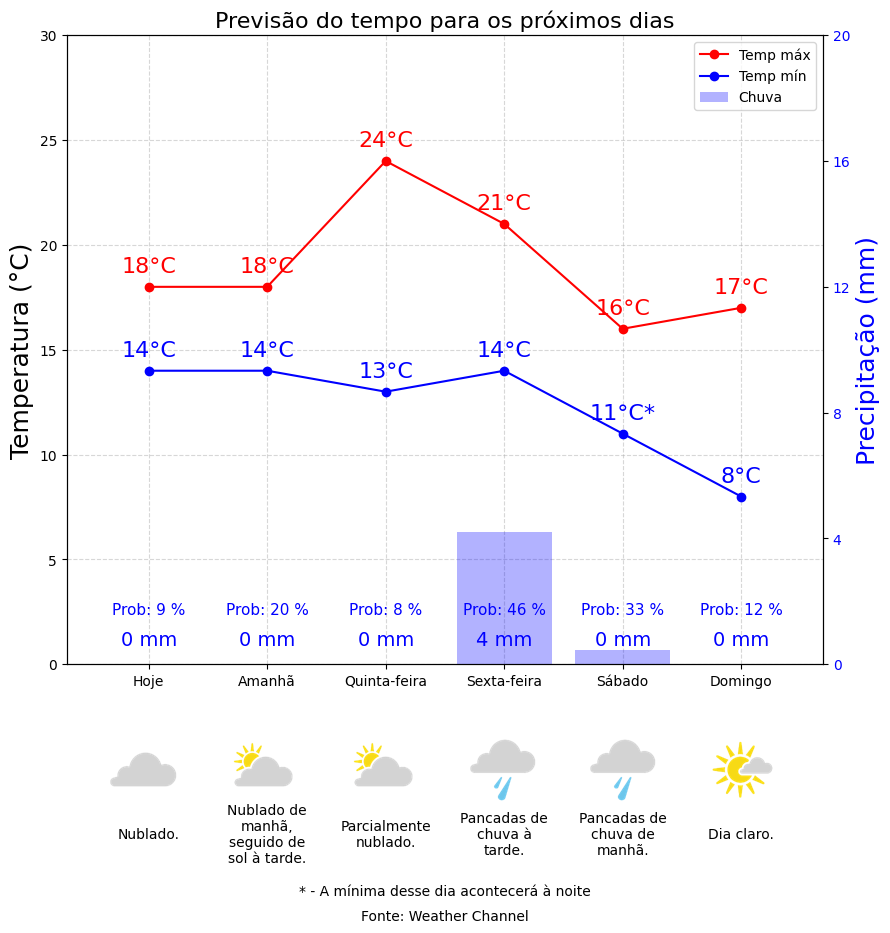 Previsão do tempo para os próximos dias
30
25
20
15
10
5
0
Temperatura (°C)
20
16
12
8
4
0
Precipitação (mm)
Temp máx
Temp mín
Chuva
18°C
18°C
24°C
21°C
16°C
17°C
14°C
14°C
13°C
14°C
11°C*
8°C
Prob: 9 %
Prob: 20 %
Prob: 8 %
Prob: 46 %
Prob: 33 %
Prob: 12 %
0 mm
0 mm
0 mm
4 mm
0 mm
0 mm
Hoje
Amanhã
Quinta-feira
Sexta-feira
Sábado
Domingo
Nublado.
Nublado de
manhã,
seguido de
sol à tarde.
Parcialmente
nublado.
Pancadas de
chuva à
tarde.
Pancadas de
chuva de
manhã.
Dia claro.
* - A mínima desse dia acontecerá à noite
Fonte: Weather Channel